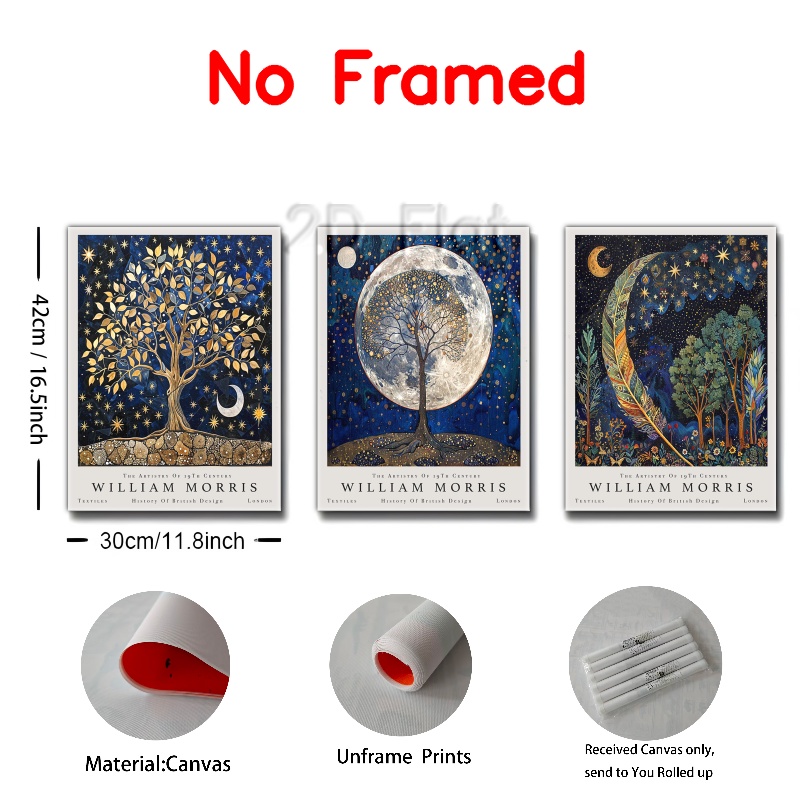 No Framed
2D Flat
42cm / 16.5inch
The Artistry Of 19Th Century
WILLIAM MORRIS
Textiles History Of British Design London
The Artistry Of 19Th Century
WILLIAM MORRIS
Textiles History Of British Design London
The Artistry Of 19Th Century
WILLIAM MORRIS
Textiles History Of British Design London
30cm/11.8inch
Material:Canvas
Unframe Prints
Received Canvas only,
send to You Rolled up